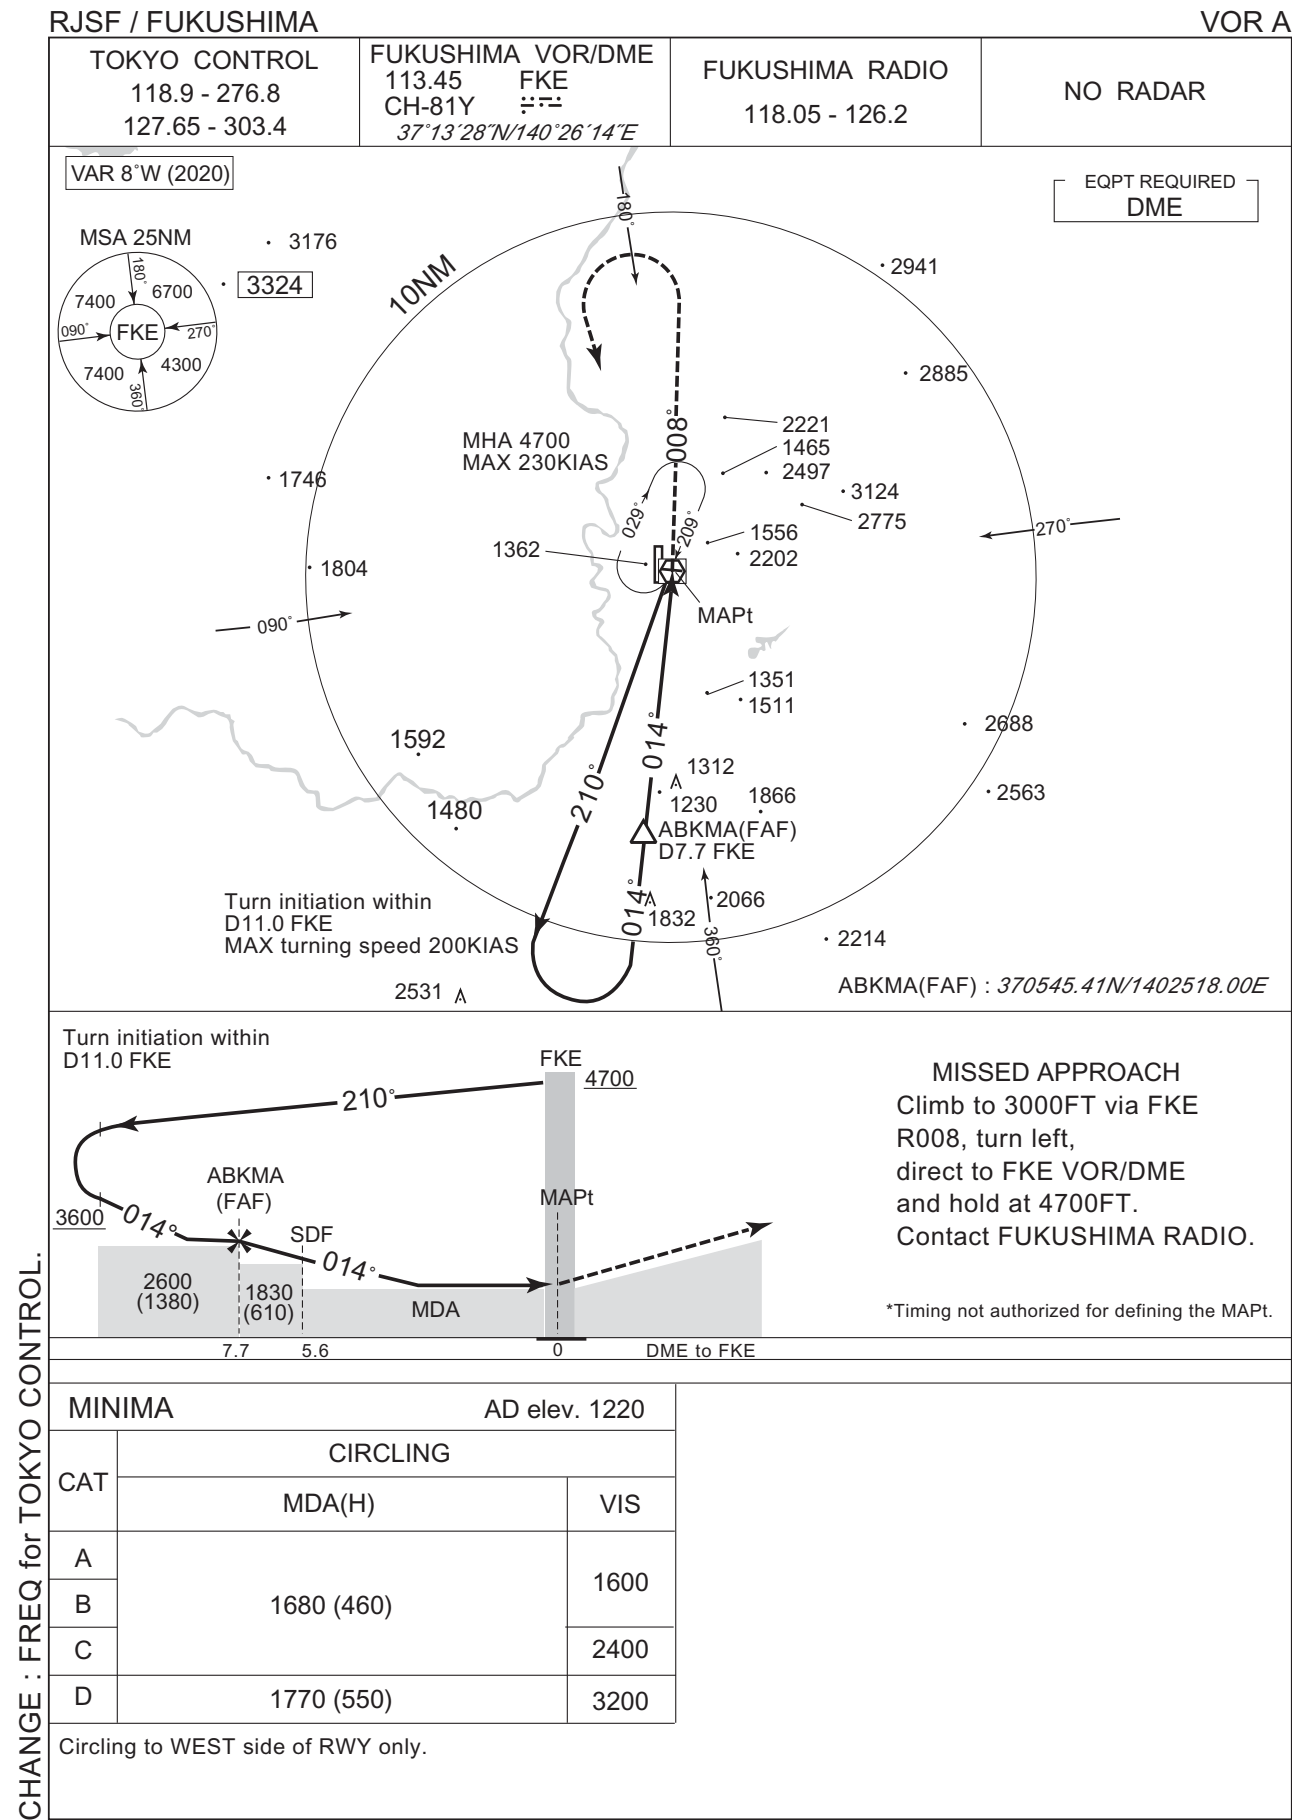 RJSF / FUKUSHIMA
VOR A
TOKYO CONTROL
118.9 - 276.8
127.65 - 303.4
FUKUSHIMA VOR/DME
113.45 FKE
CH-81Y
37˚13´28˝N/140˚26´14˝E
FUKUSHIMA RADIO
118.05 - 126.2
NO RADAR
VAR 8˚W (2020)
EQPT REQUIRED
DME
MSA 25NM
180˚
7400
6700
090˚
FKE
270˚
7400
4300
360˚
3176
3324
10NM
180˚
2941
2885
008˚
2221
1465
2497
3124
2775
MHA 4700
MAX 230KIAS
1746
029˚
209˚
1556
2202
1362
270˚
1804
MAPt
090˚
1351
1511
2688
014˚
1592
1312
1230
1866
2563
210˚
1480
ABKMA(FAF)
D7.7 FKE
014˚
2066
1832
360˚
2214
Turn initiation within
D11.0 FKE
MAX turning speed 200KIAS
2531
ABKMA(FAF) : 370545.41N/1402518.00E
Turn initiation within
D11.0 FKE
FKE
4700
210˚
ABKMA
(FAF)
MAPt
3600
014˚
SDF
014˚
2600
(1380)
1830
(610)
MDA
7.7
5.6
0
DME to FKE
MISSED APPROACH
Climb to 3000FT via FKE
R008, turn left,
direct to FKE VOR/DME
and hold at 4700FT.
Contact FUKUSHIMA RADIO.
*Timing not authorized for defining the MAPt.
MINIMA
AD elev. 1220
CAT
CIRCLING
MDA(H)
VIS
A
B
C
D
1680 (460)
1770 (550)
1600
2400
3200
Circling to WEST side of RWY only.
CHANGE : FREQ for TOKYO CONTROL.